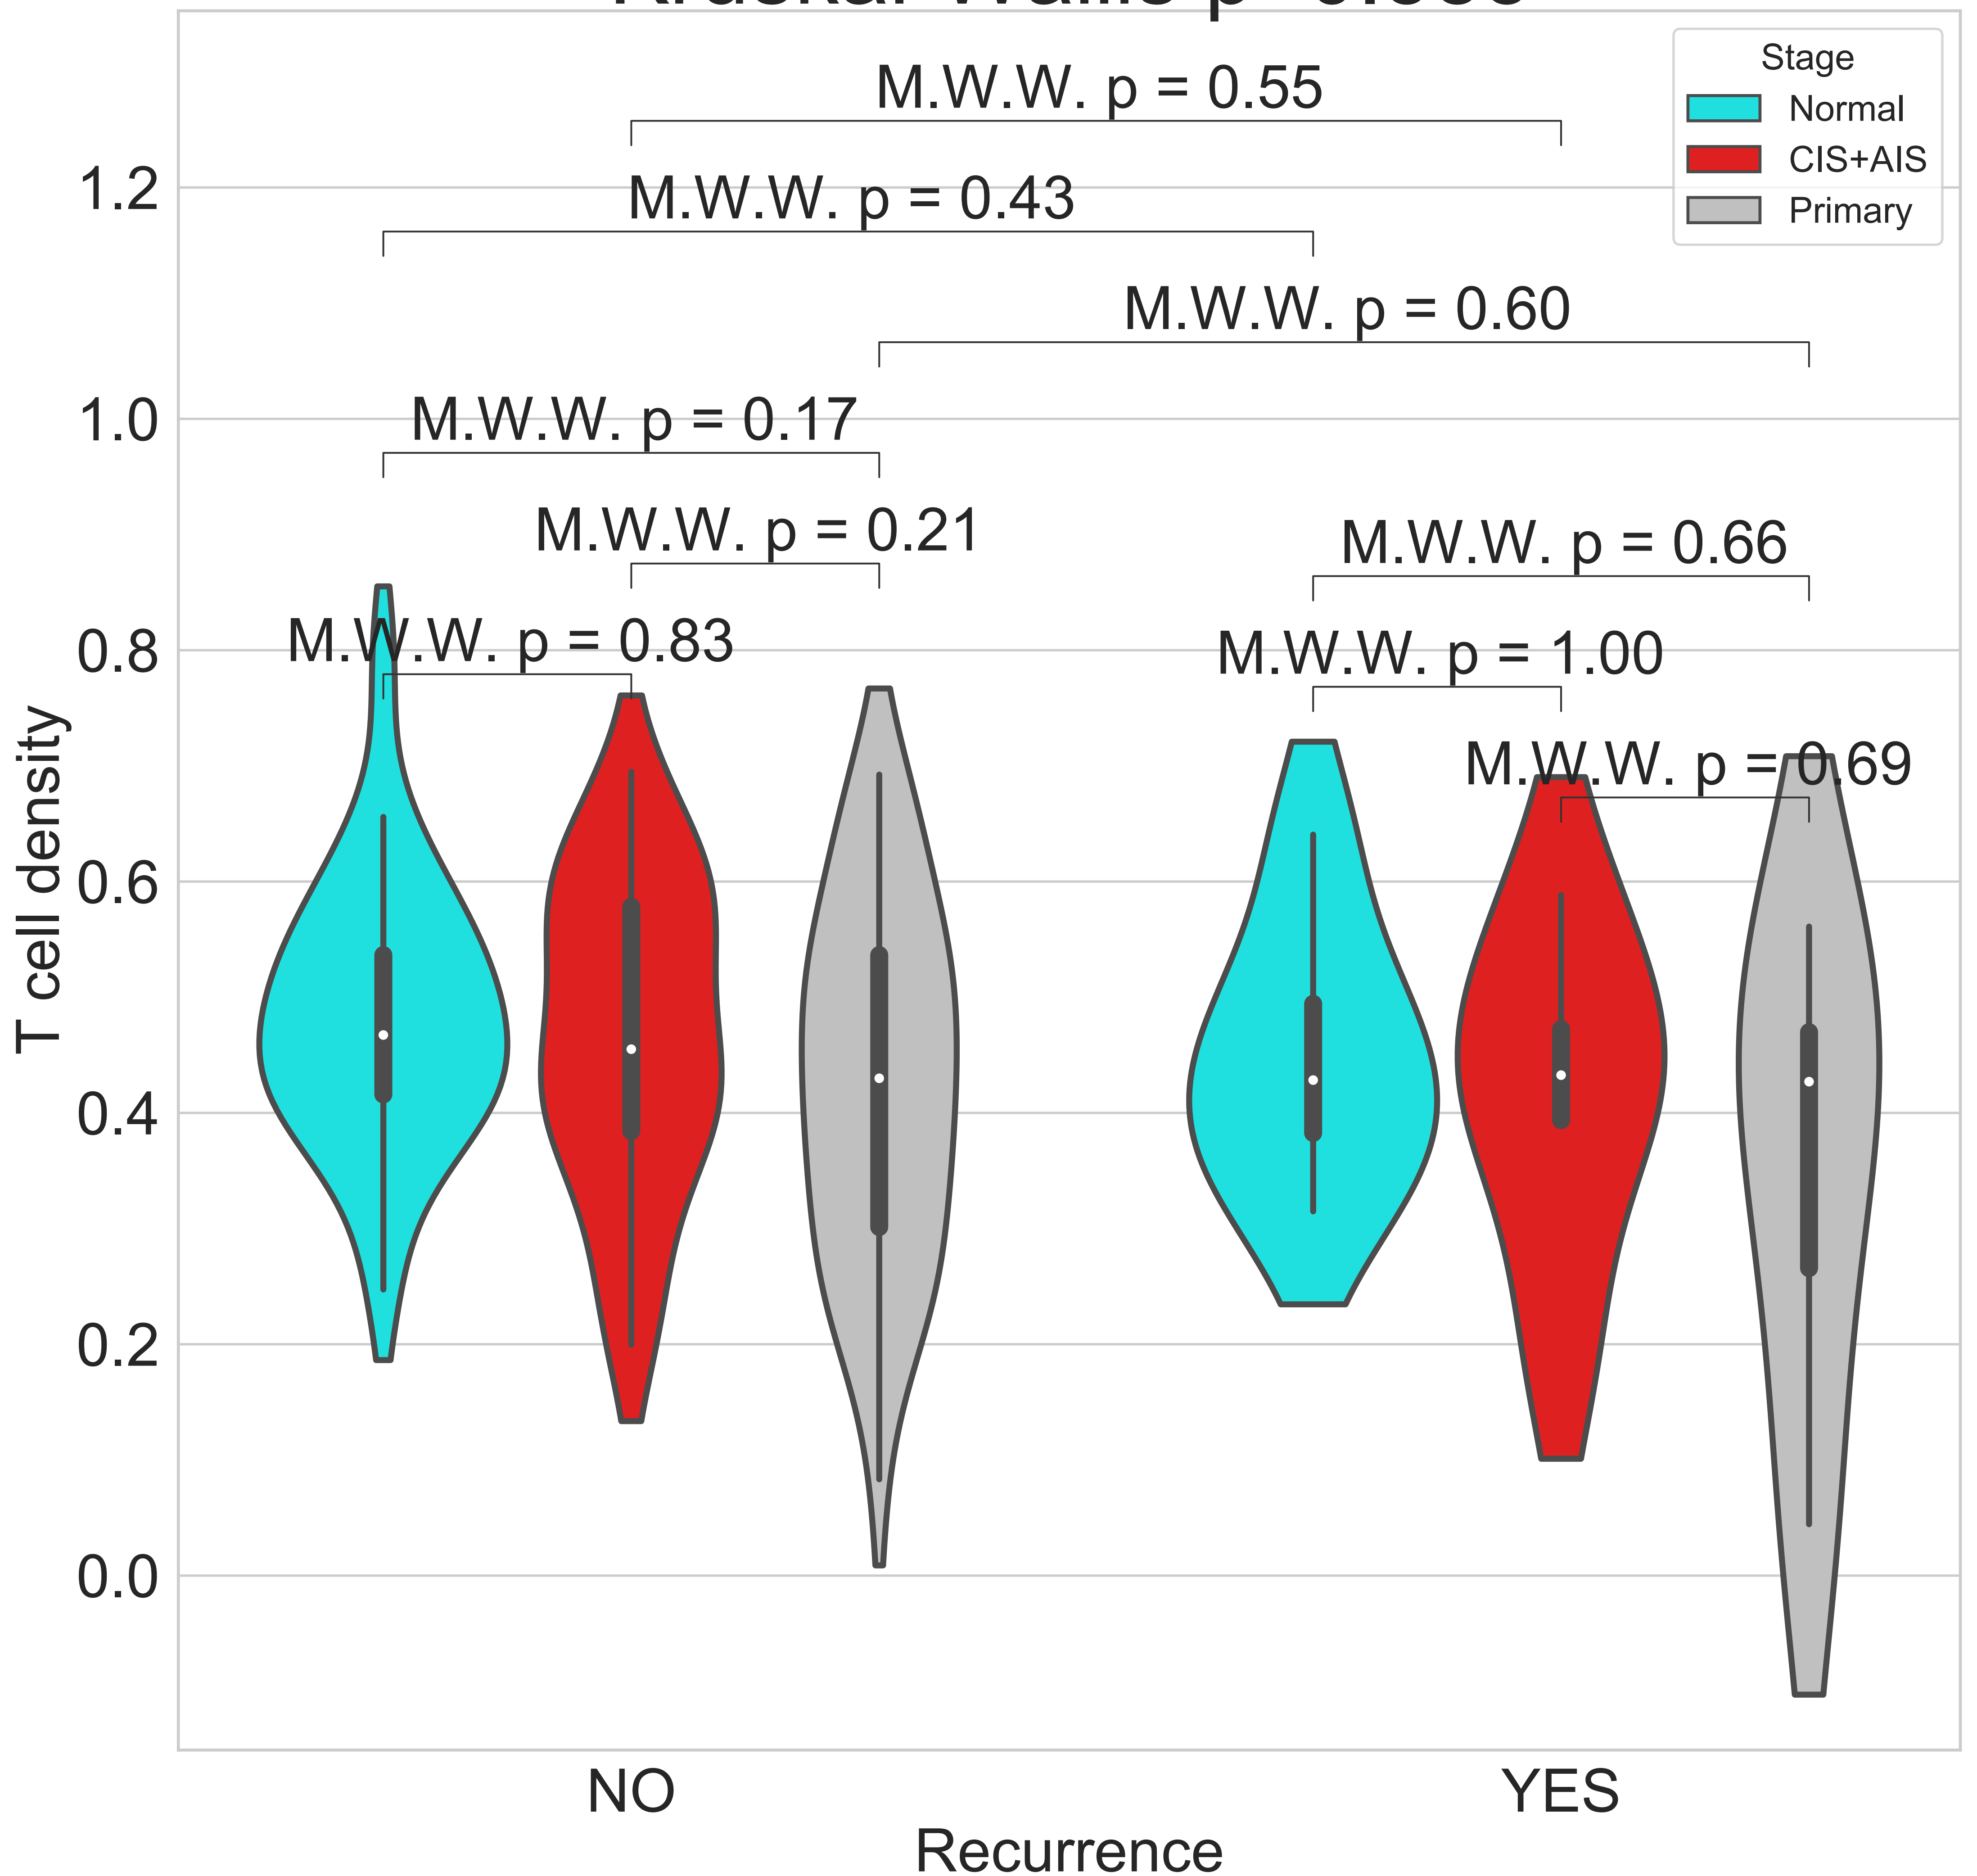 M.W.W. p = 0.55
Stage
Normal
CIS+AIS
Primary
1.2
M.W.W. p = 0.43
M.W.W. p = 0.60
1.0
M.W.W. p = 0.17
M.W.W. p = 0.21
M.W.W. p = 0.66
0.8
M.W.W. p = 0.83
M.W.W. p = 1.00
M.W.W. p = 0.69
T cell density
0.6
0.4
0.2
0.0
NO
YES
Recurrence